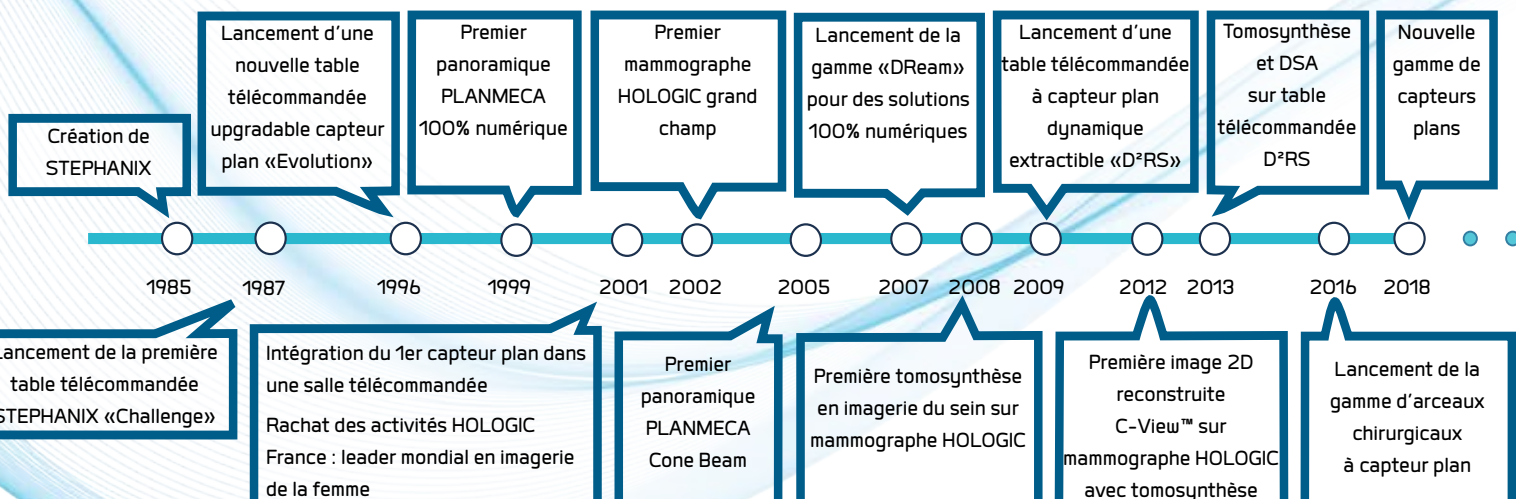 Création de
STEPHANIX
Lancement d'une
nouvelle table
télécommandée
upgradable capteur
plan «Evolution»
Premier
panoramique
PLANMECA
100% numérique
Premier
mammographe
HOLOGIC grand
champ
Lancement de la
gamme «DReam»
pour des solutions
100% numériques
Lancement d'une
table télécommandée
à capteur plan
dynamique
extractible «D²RS»
Tomosynthèse
et DSA
sur table
télécommandée
D²RS
Nouvelle
gamme de
capteurs
plans
1985 1987 1996 1999 2001 2002 2005 2007 2008 2009 2012 2013 2016 2018
Lancement de la première
table télécommandée
STEPHANIX «Challenge»
Intégration du 1er capteur plan dans
une salle télécommandée
Rachat des activités HOLOGIC
France : leader mondial en imagerie
de la femme
Premier
panoramique
PLANMECA
Cone Beam
Première tomosynthèse
en imagerie du sein sur
mammographe HOLOGIC
Première image 2D
reconstruite
C-View™ sur
mammographe HOLOGIC
avec tomosynthèse
Lancement de la
gamme d'arceaux
chirurgicaux
à capteur plan